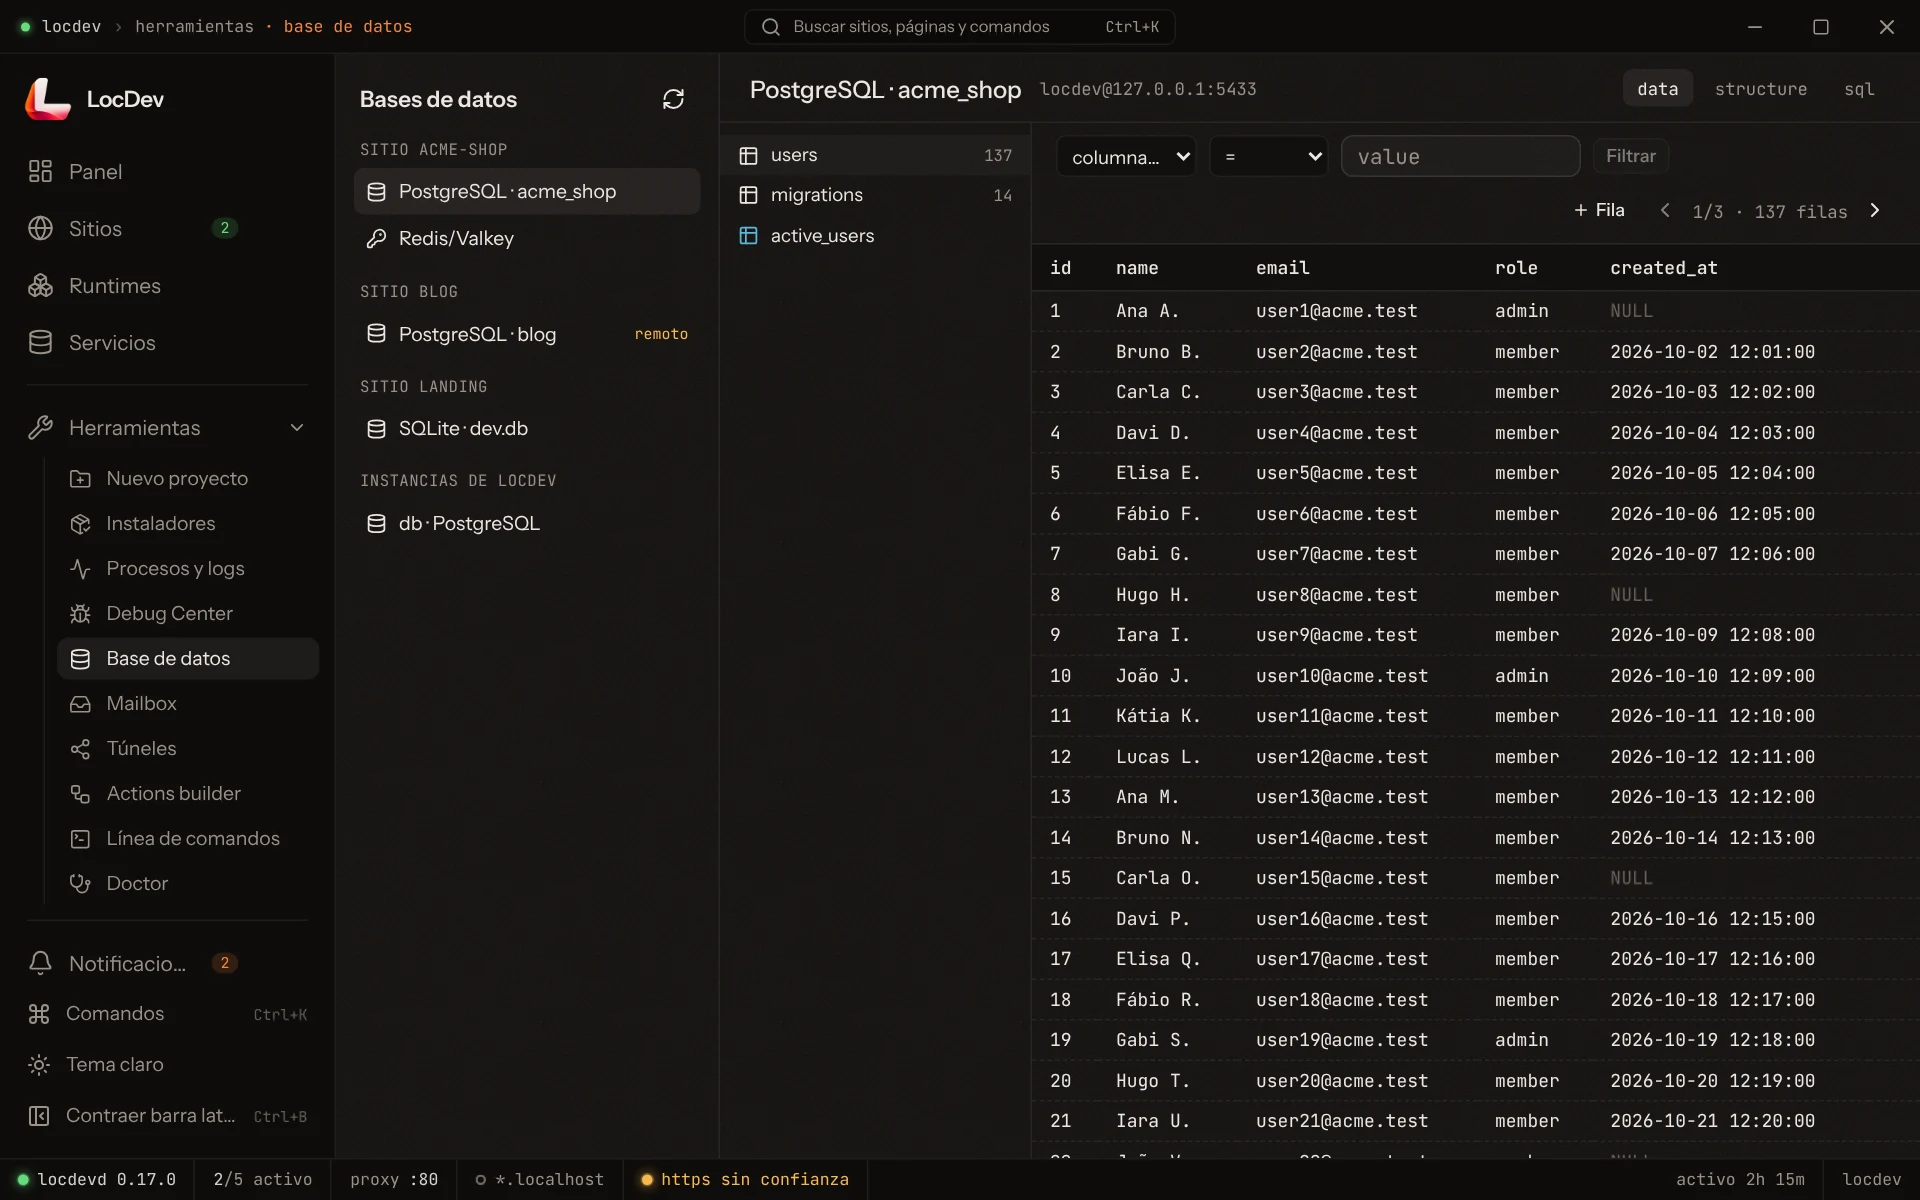 locdev › herramientas · base de datos
Buscar sitios, páginas y comandos Ctrl+K
LocDev
Panel
Sitios 2
Runtimes
Servicios
Herramientas
Nuevo proyecto
Instaladores
Procesos y logs
Debug Center
Base de datos
Mailbox
Túneles
Actions builder
Línea de comandos
Doctor
Notificacio... 2
Comandos Ctrl+K
Tema claro
Contraer barra lat... Ctrl+B
Bases de datos
SITIO ACME-SHOP
PostgreSQL · acme_shop
Redis/Valkey
SITIO BLOG
PostgreSQL · blog remoto
SITIO LANDING
SQLite · dev.db
INSTANCIAS DE LOCDEV
db · PostgreSQL
PostgreSQL · acme_shop locdev@127.0.0.1:5433
data structure sql
users 137
migrations 14
active_users
columna... = value Filtrar
+ Fila 1/3 · 137 filas
id name email role created_at
1 Ana A. user1@acme.test admin NULL
2 Bruno B. user2@acme.test member 2026-10-02 12:01:00
3 Carla C. user3@acme.test member 2026-10-03 12:02:00
4 Davi D. user4@acme.test member 2026-10-04 12:03:00
5 Elisa E. user5@acme.test member 2026-10-05 12:04:00
6 Fábio F. user6@acme.test member 2026-10-06 12:05:00
7 Gabi G. user7@acme.test member 2026-10-07 12:06:00
8 Hugo H. user8@acme.test member NULL
9 Iara I. user9@acme.test member 2026-10-09 12:08:00
10 João J. user10@acme.test admin 2026-10-10 12:09:00
11 Kátia K. user11@acme.test member 2026-10-11 12:10:00
12 Lucas L. user12@acme.test member 2026-10-12 12:11:00
13 Ana M. user13@acme.test member 2026-10-13 12:12:00
14 Bruno N. user14@acme.test member 2026-10-14 12:13:00
15 Carla O. user15@acme.test member NULL
16 Davi P. user16@acme.test member 2026-10-16 12:15:00
17 Elisa Q. user17@acme.test member 2026-10-17 12:16:00
18 Fábio R. user18@acme.test member 2026-10-18 12:17:00
19 Gabi S. user19@acme.test admin 2026-10-19 12:18:00
20 Hugo T. user20@acme.test member 2026-10-20 12:19:00
21 Iara U. user21@acme.test member 2026-10-21 12:20:00
locdevd 0.17.0 2/5 activo proxy :80 *.localhost https sin confianza activo 2h 15m locdev